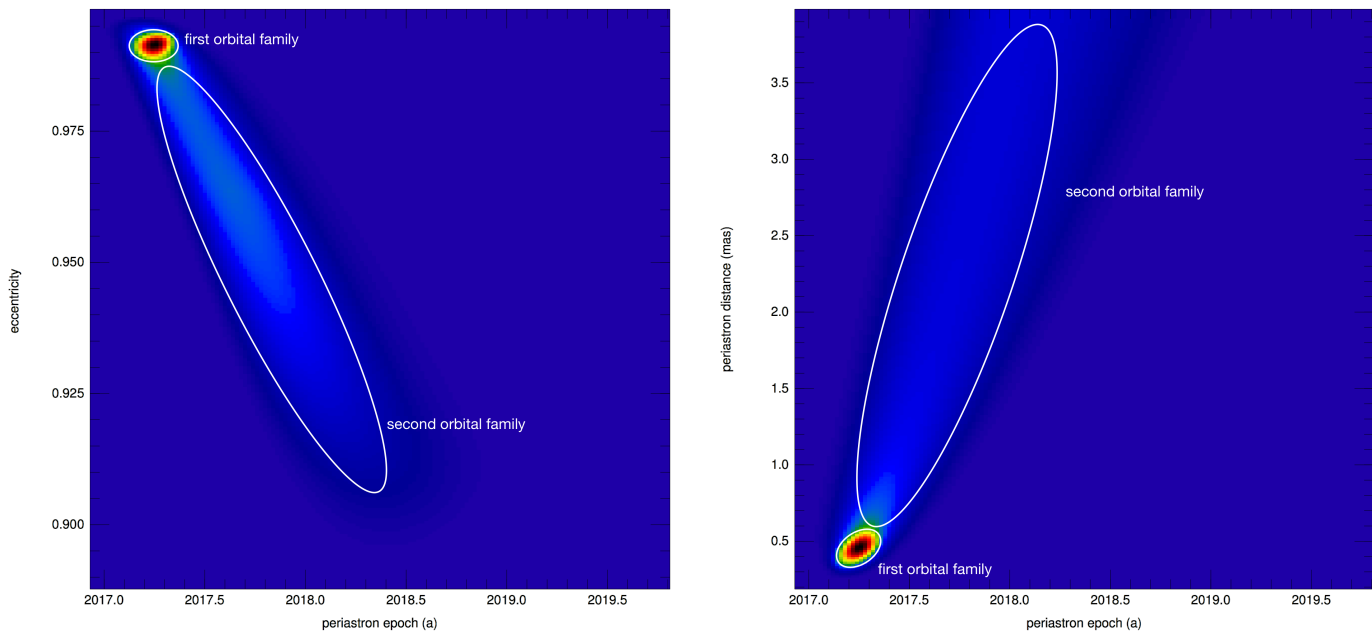 first orbital family
0.975
0.950
0.925
0.900
eccentricity
second orbital family
2017.0 2017.5 2018.0 2018.5 2019.0 2019.5
periastron epoch (a)
3.5
3.0
2.5
2.0
1.5
1.0
0.5
periastron distance (mas)
second orbital family
first orbital family
2017.0 2017.5 2018.0 2018.5 2019.0 2019.5
periastron epoch (a)